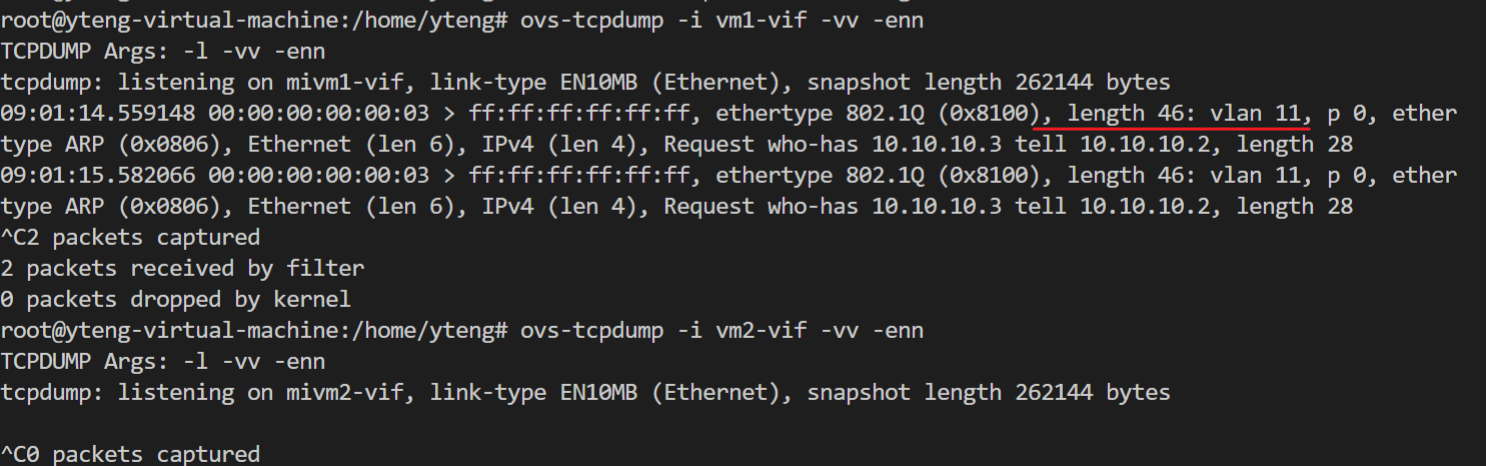 root@yteng-virtual-machine:/home/yteng# ovs-tcpdump -i vm1-vif -vv -enn
TCPDUMP Args: -l -vv -enn
tcpdump: listening on mivm1-vif, link-type EN10MB (Ethernet), snapshot length 262144 bytes
09:01:14.559148 00:00:00:00:00:03 > ff:ff:ff:ff:ff:ff, ethertype 802.1Q (0x8100), length 46: vlan 11, p 0, ether
type ARP (0x0806), Ethernet (len 6), IPv4 (len 4), Request who-has 10.10.10.3 tell 10.10.10.2, length 28
09:01:15.582066 00:00:00:00:00:03 > ff:ff:ff:ff:ff:ff, ethertype 802.1Q (0x8100), length 46: vlan 11, p 0, ether
type ARP (0x0806), Ethernet (len 6), IPv4 (len 4), Request who-has 10.10.10.3 tell 10.10.10.2, length 28
^C2 packets captured
2 packets received by filter
0 packets dropped by kernel
root@yteng-virtual-machine:/home/yteng# ovs-tcpdump -i vm2-vif -vv -enn
TCPDUMP Args: -l -vv -enn
tcpdump: listening on mivm2-vif, link-type EN10MB (Ethernet), snapshot length 262144 bytes
^C0 packets captured